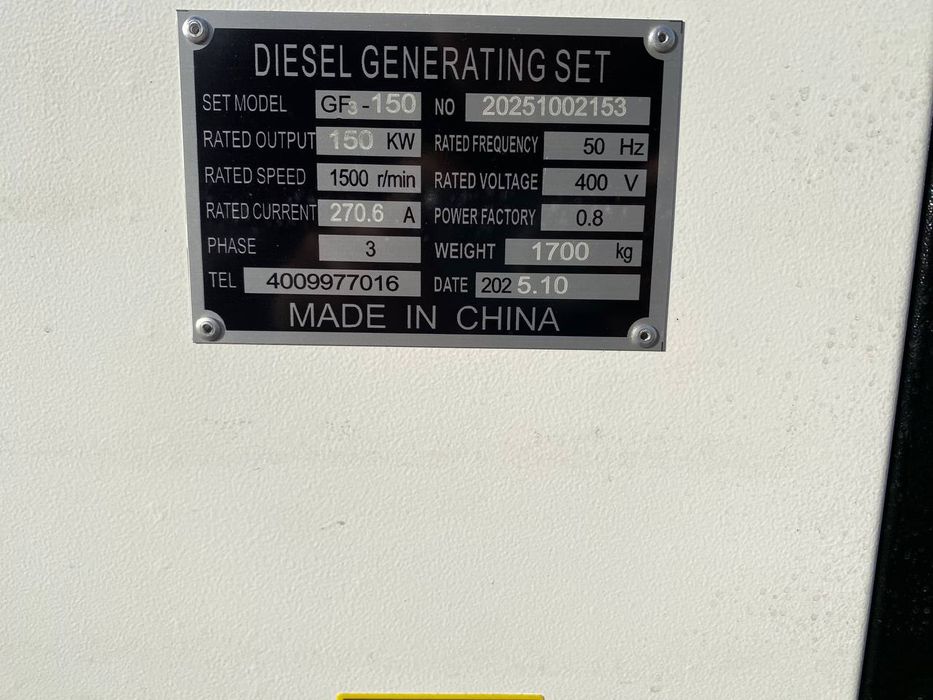 DIESEL GENERATING SET
SET MODEL GF3-150 NO 20251002153
RATED OUTPUT 150 KW RATED FREQUENCY 50 Hz
RATED SPEED 1500 r/min RATED VOLTAGE 400 V
RATED CURRENT 270.6 A POWER FACTORY 0.8
PHASE 3 WEIGHT 1700 kg
TEL 4009977016 DATE 2025.10
MADE IN CHINA